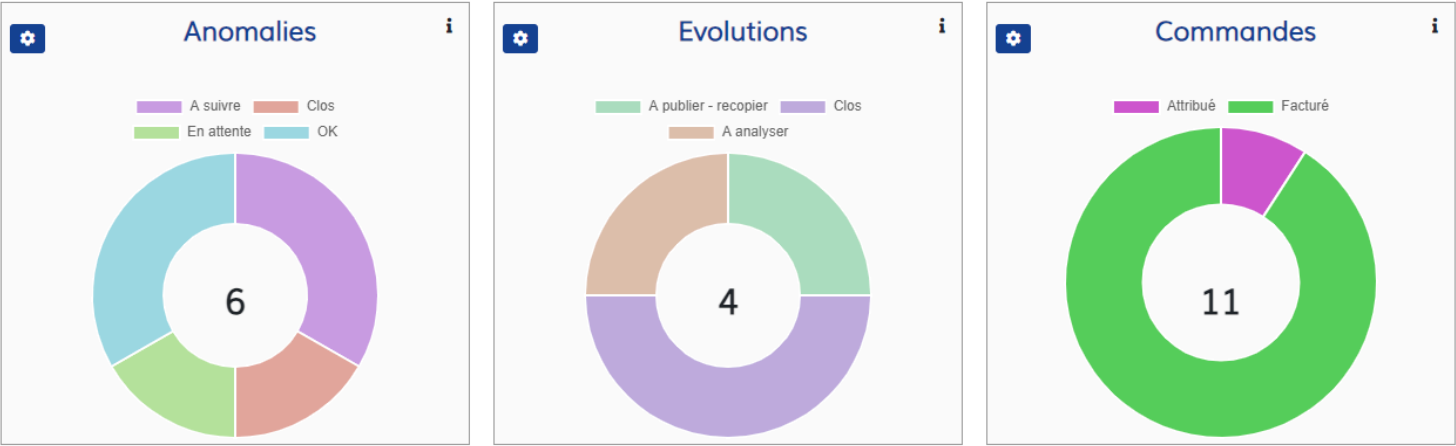 Anomalies
A suivre Clos
En attente OK
6
Evolutions
A publier - recopier Clos
A analyser
4
Commandes
Attribué Facturé
11